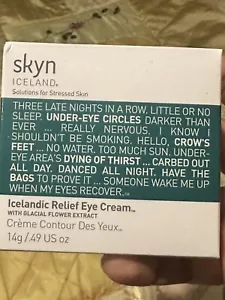 skyn
ICELAND®
Solutions for Stressed Skin
THREE LATE NIGHTS IN A ROW. LITTLE OR NO
SLEEP. UNDER-EYE CIRCLES DARKER THAN
EVER ... REALLY NERVOUS. I KNOW I
SHOULDN'T BE SMOKING. HELLO, CROWS
FEET ... NO WATER. TOO MUCH SUN. UNDER-
EYE AREA'S DYING OF THIRST ... CARBED OUT
ALL DAY. DANCED ALL NIGHT. HAVE THE
BAGS TO PROVE IT ... SOMEONE WAKE ME UP
WHEN MY EYES RECOVER.
Icelandic Relief Eye Cream™
WITH GLACIAL FLOWER EXTRACT
Crème Contour Des Yeux™
14g/.49 US oz